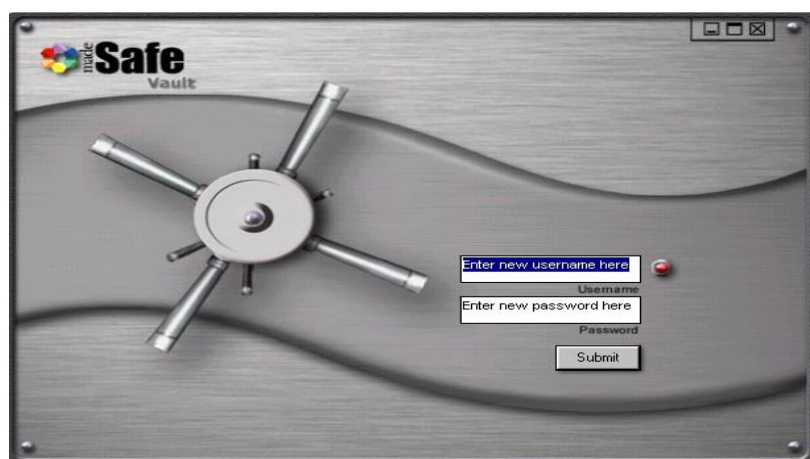 made
Safe
Vault
Enter new username here
Username
Enter new password here
Password
Submit